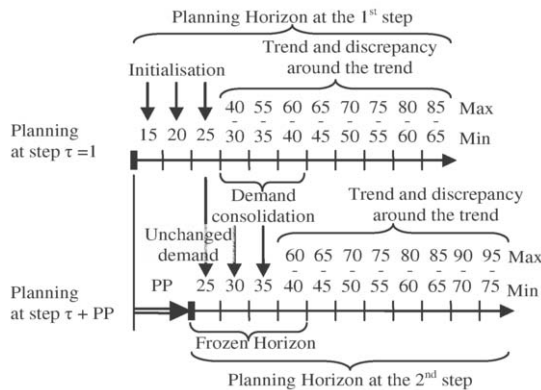 Planning Horizon at the 1st step
Trend and discrepancy
around the trend
Initialisation
40 55 60 65 70 75 80 85 Max
- - - - - - - -
Planning
at step τ =1
15 20 25 30 35 40 45 50 55 60 65 Min
Demand
consolidation
Trend and discrepancy
around the trend
Unchanged
demand
60 65 70 75 80 85 90 95 Max
- - - - - - - -
Planning
at step τ + PP
PP
25 30 35 40 45 50 55 60 65 70 75 Min
Frozen Horizon
Planning Horizon at the 2nd step